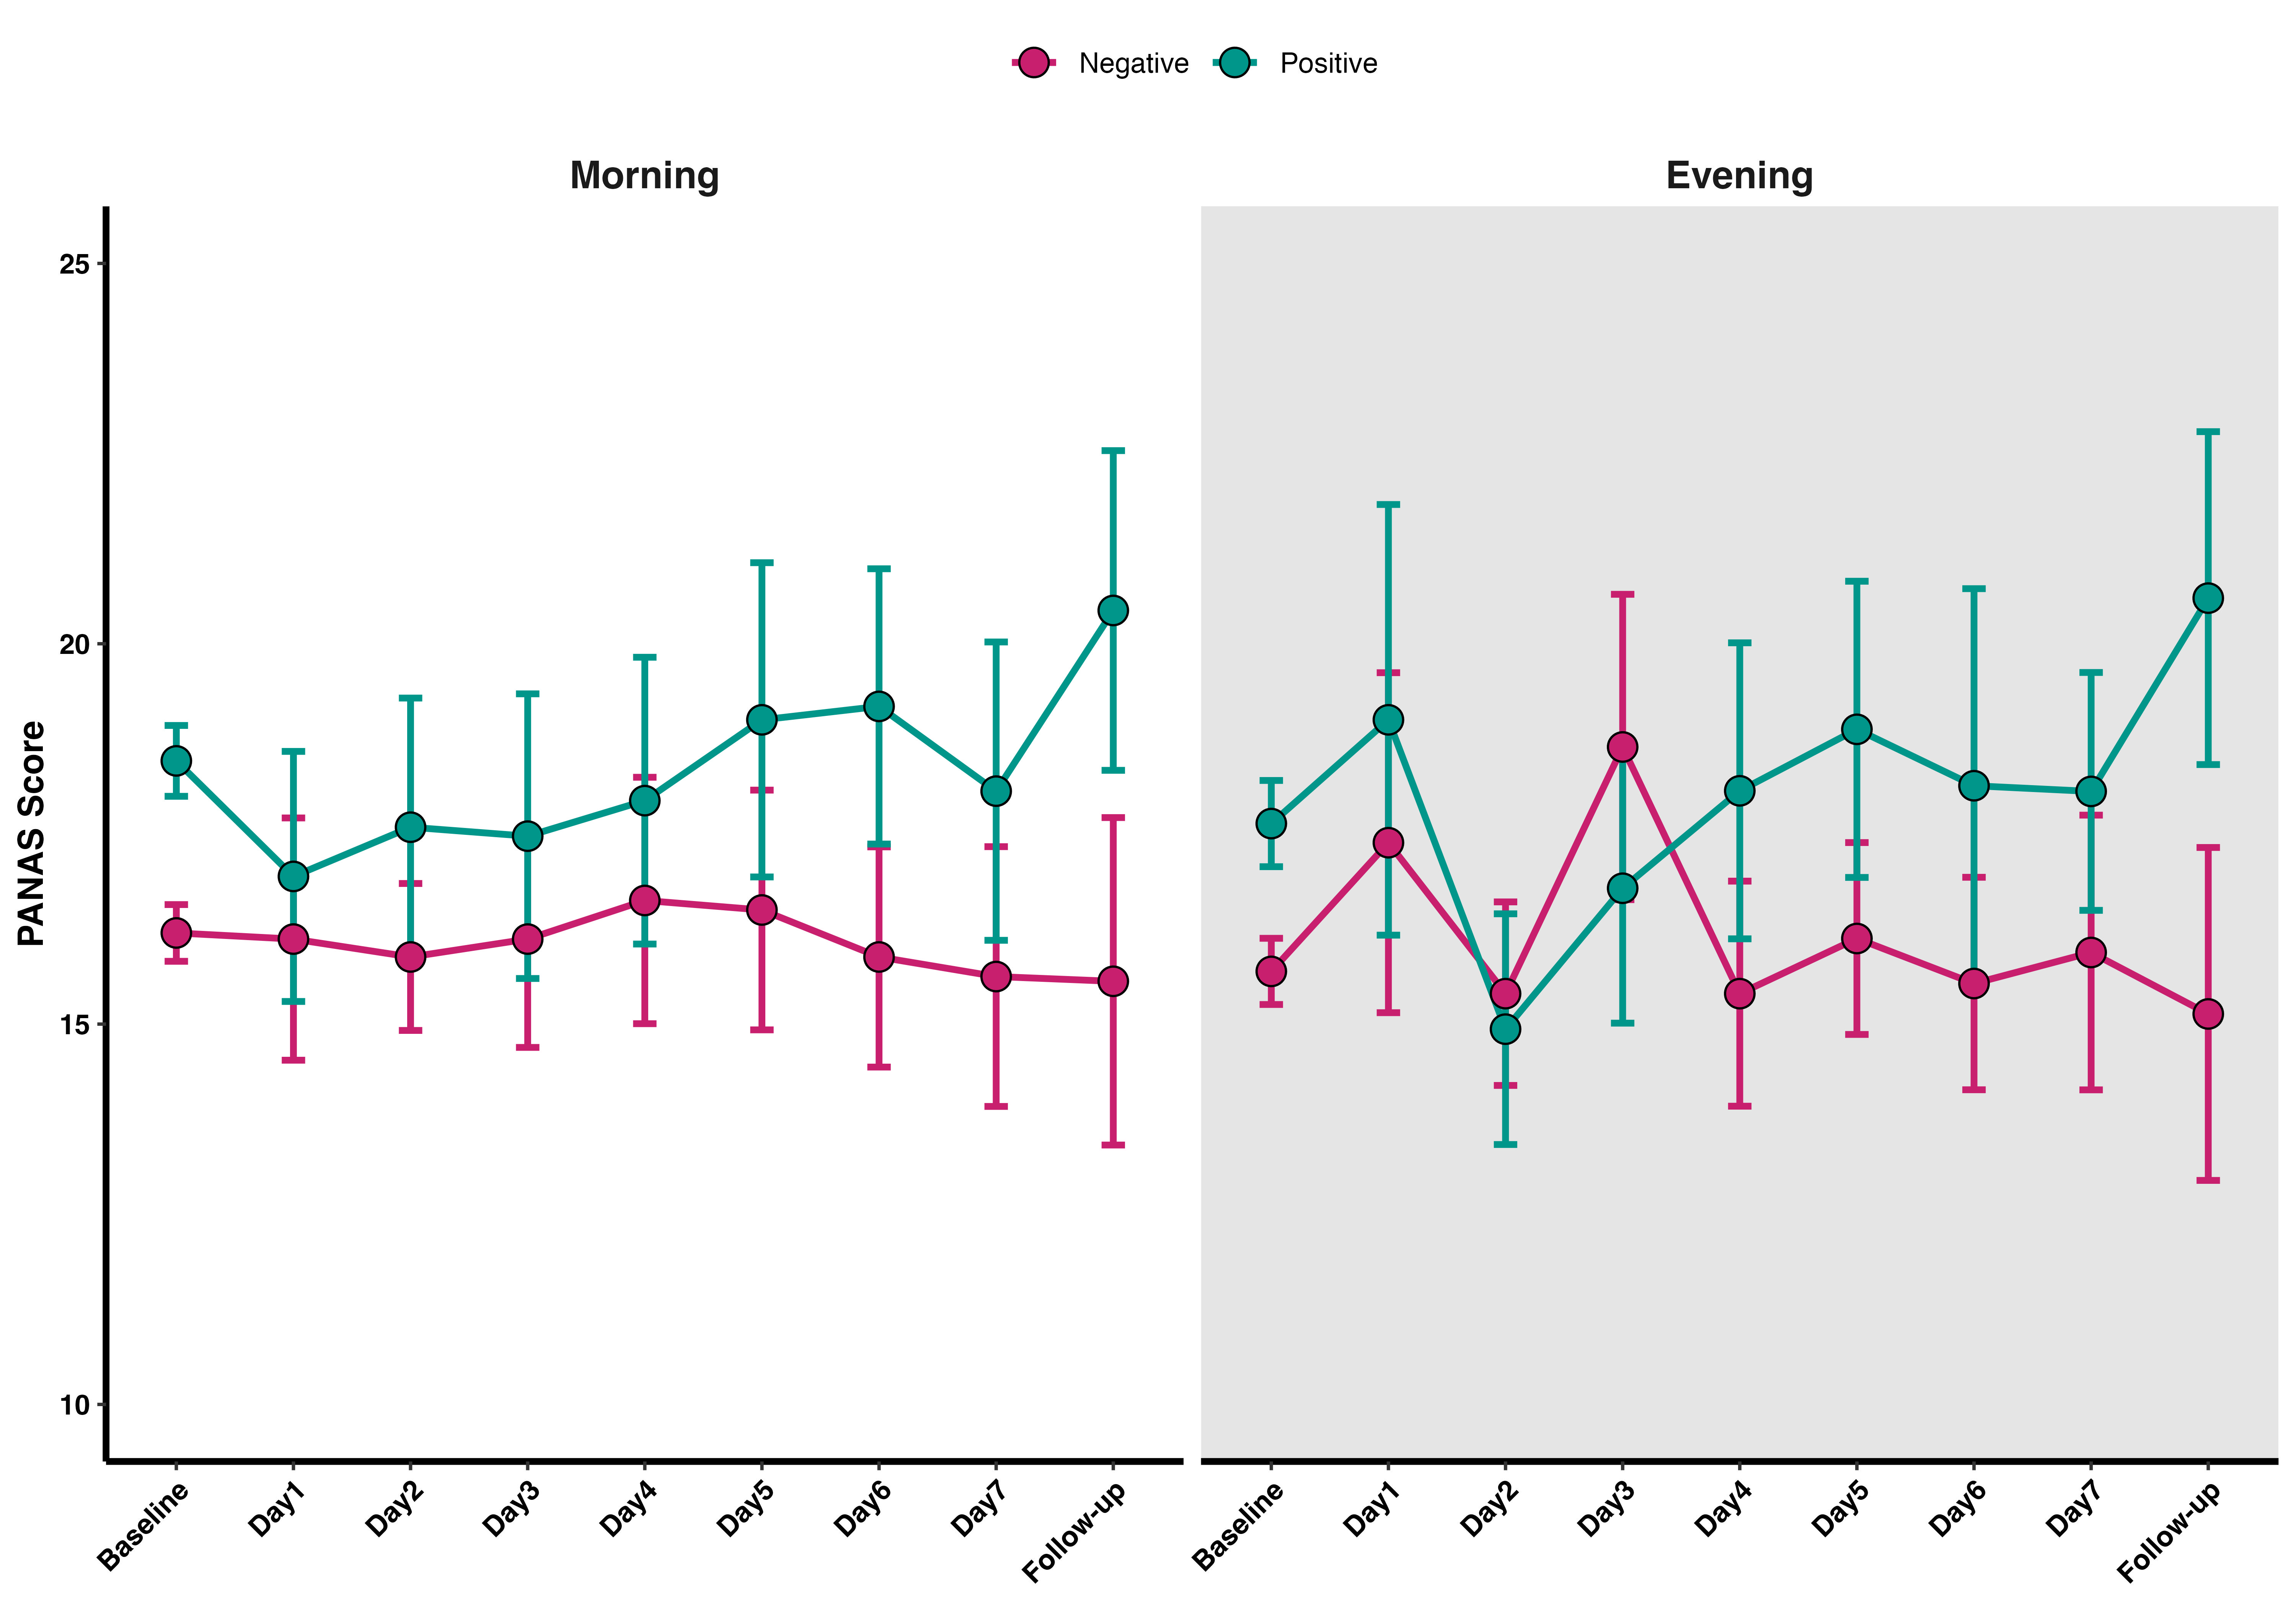 Negative Positive
Morning Evening
PANAS Score
25
20
15
10
Baseline Day1 Day2 Day3 Day4 Day5 Day6 Day7 Follow-up
Baseline Day1 Day2 Day3 Day4 Day5 Day6 Day7 Follow-up